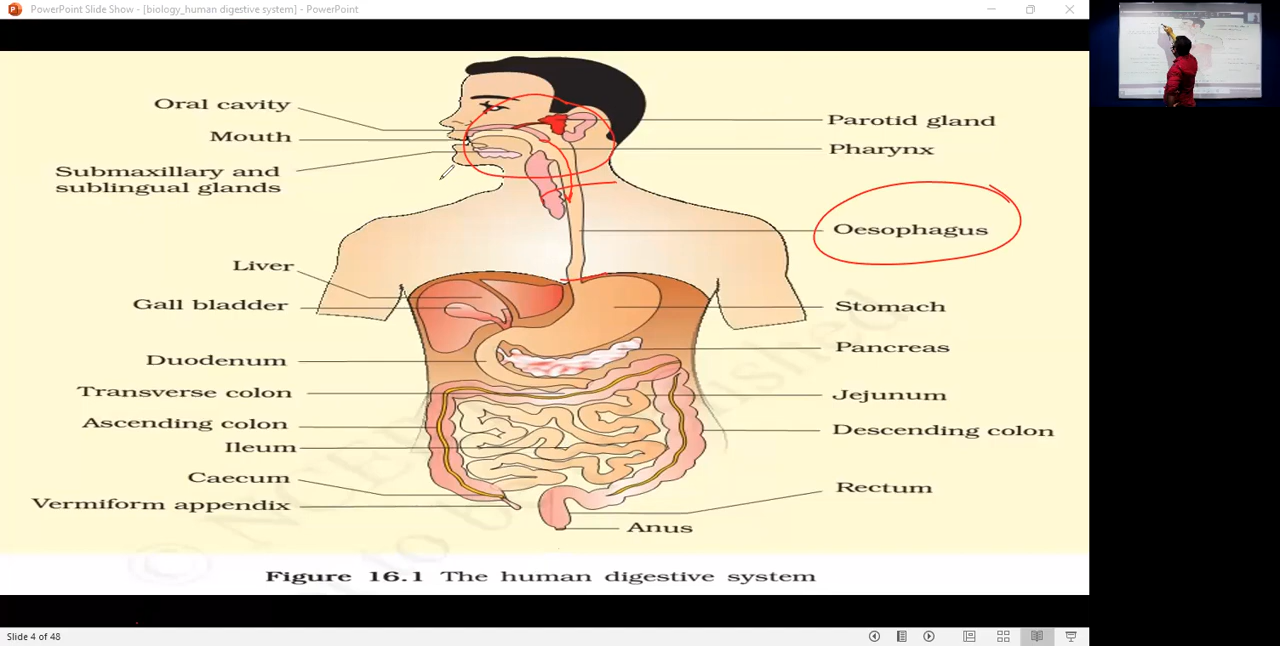 PowerPoint Slide Show - [biology_human digestive system] - PowerPoint
Oral cavity
Mouth
Submaxillary and
sublingual glands
Liver
Gall bladder
Duodenum
Transverse colon
Ascending colon
Ileum
Caecum
Vermiform appendix
Parotid gland
Pharynx
Oesophagus
Stomach
Pancreas
Jejunum
Descending colon
Rectum
Anus
Figure 16.1 The human digestive system
Slide 4 of 48